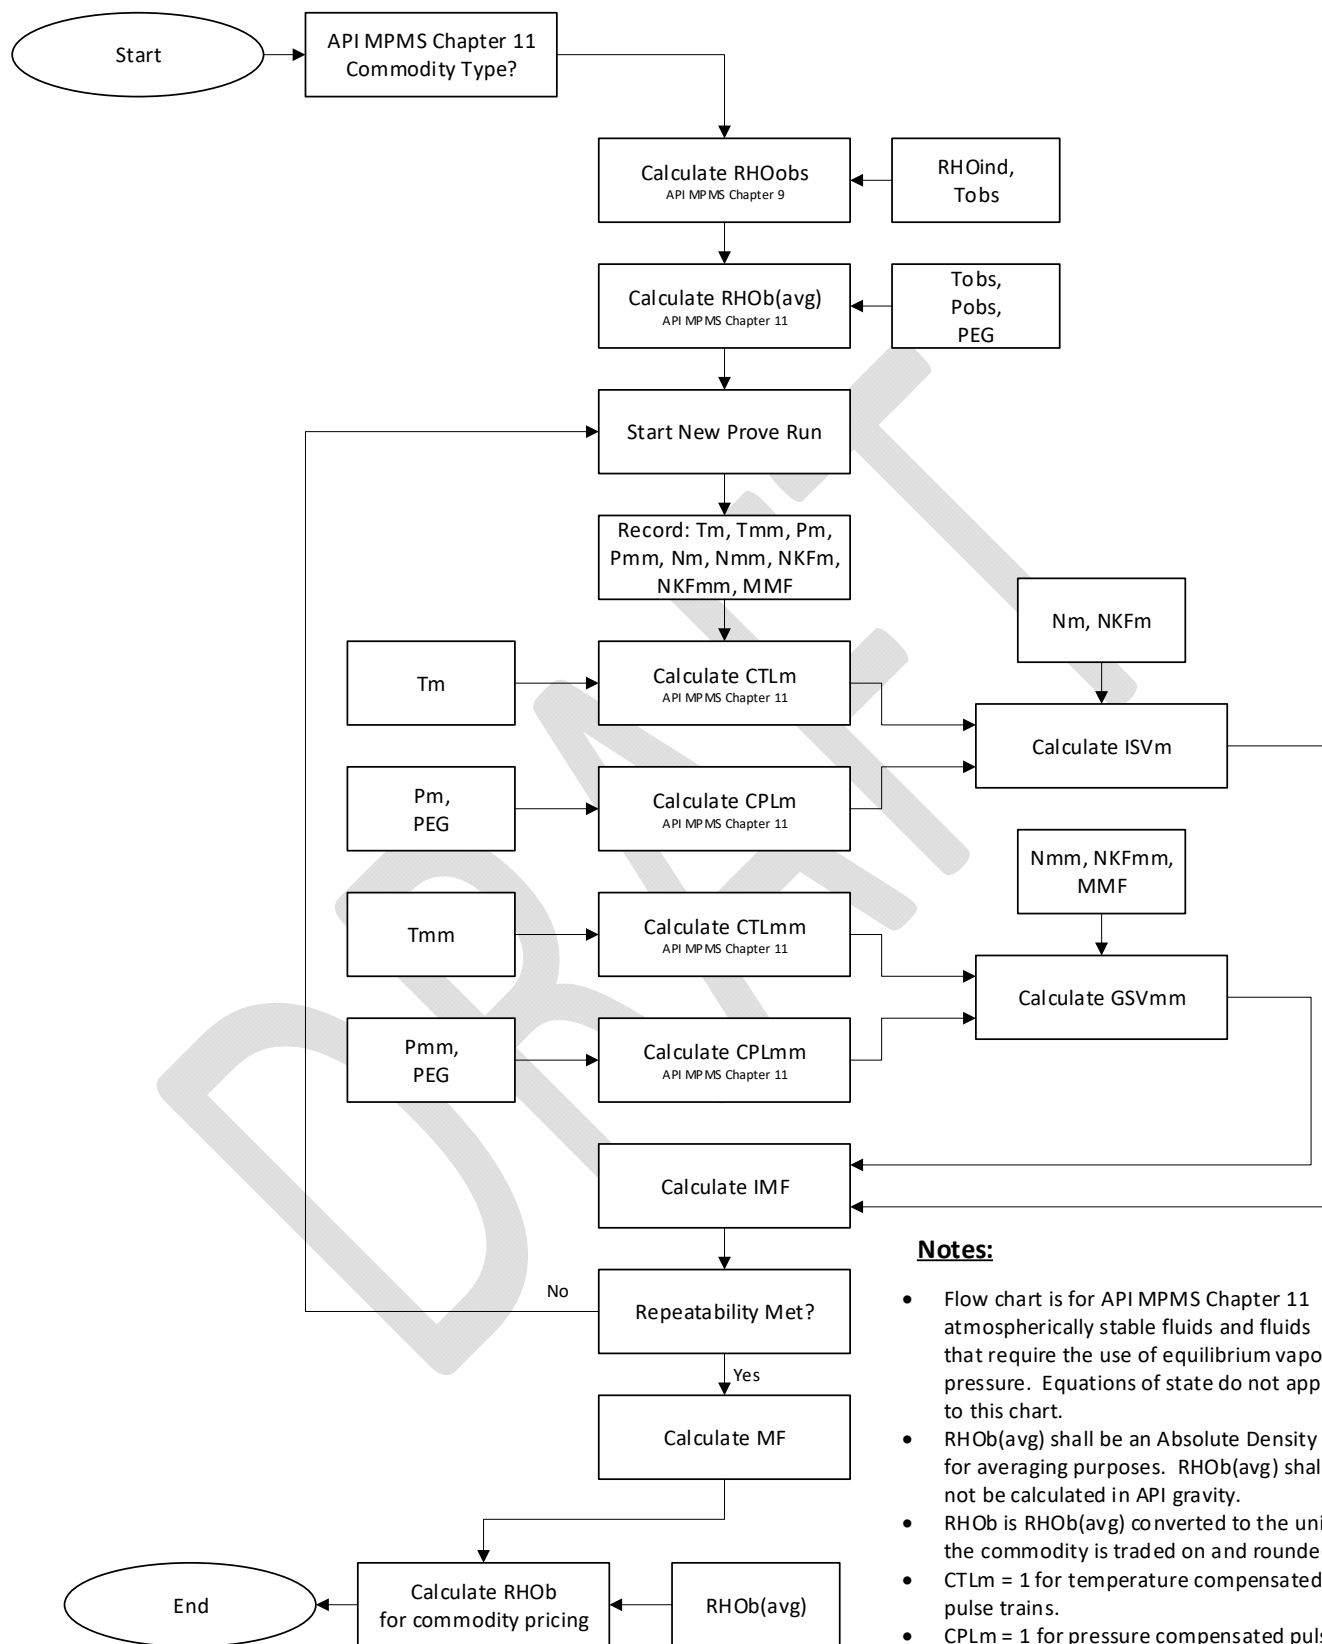 Start
API MPMS Chapter 11
Commodity Type?
Calculate RHOobs
API MPMS Chapter 9
RHOind,
Tobs
Calculate RHOb(avg)
API MPMS Chapter 11
Tobs,
Pobs,
PEG
Start New Prove Run
Record: Tm, Tmm, Pm,
Pmm, Nm, Nmm, NKFm,
NKFmm, MMF
Nm, NKFm
Tm
Calculate CTLm
API MPMS Chapter 11
Calculate ISVm
Pm,
PEG
Calculate CPLm
API MPMS Chapter 11
Nmm, NKFmm,
MMF
Tmm
Calculate CTLmm
API MPMS Chapter 11
Calculate GSVmm
Pmm,
PEG
Calculate CPLmm
API MPMS Chapter 11
Calculate IMF
No
Repeatability Met?
Yes
Calculate MF
End
Calculate RHOb
for commodity pricing
RHOb(avg)
Notes:
• Flow chart is for API MPMS Chapter 11
atmospherically stable fluids and fluids
that require the use of equilibrium vapo
pressure. Equations of state do not app
to this chart.
• RHOb(avg) shall be an Absolute Density
for averaging purposes. RHOb(avg) shal
not be calculated in API gravity.
• RHOb is RHOb(avg) converted to the uni
the commodity is traded on and rounde
• CTLm = 1 for temperature compensated
pulse trains.
• CPLm = 1 for pressure compensated puls
DRAFT